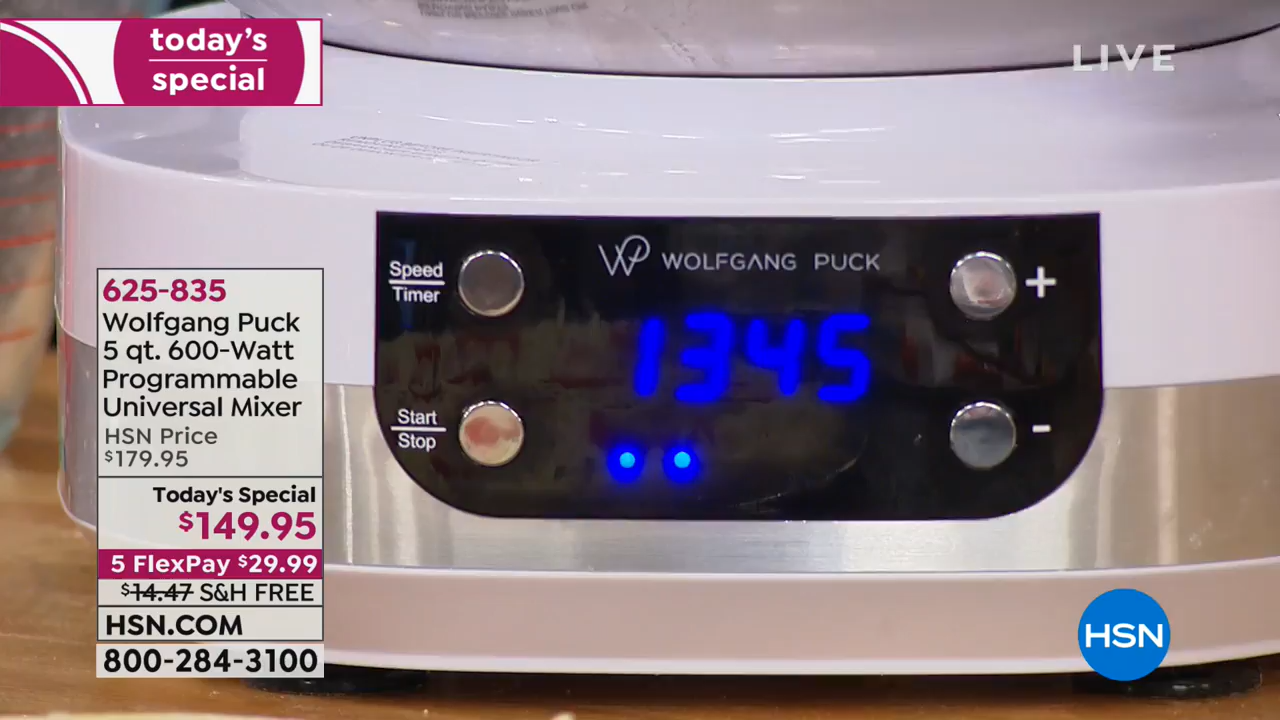 today's
special
LIVE
625-835
Wolfgang Puck
5 qt. 600-Watt
Programmable
Universal Mixer
HSN Price
$179.95
Today's Special
$149.95
5 FlexPay $29.99
$14.47 S&H FREE
HSN.COM
800-284-3100
WP WOLFGANG PUCK
Speed
Timer
+
1345
Start
Stop
-
HSN